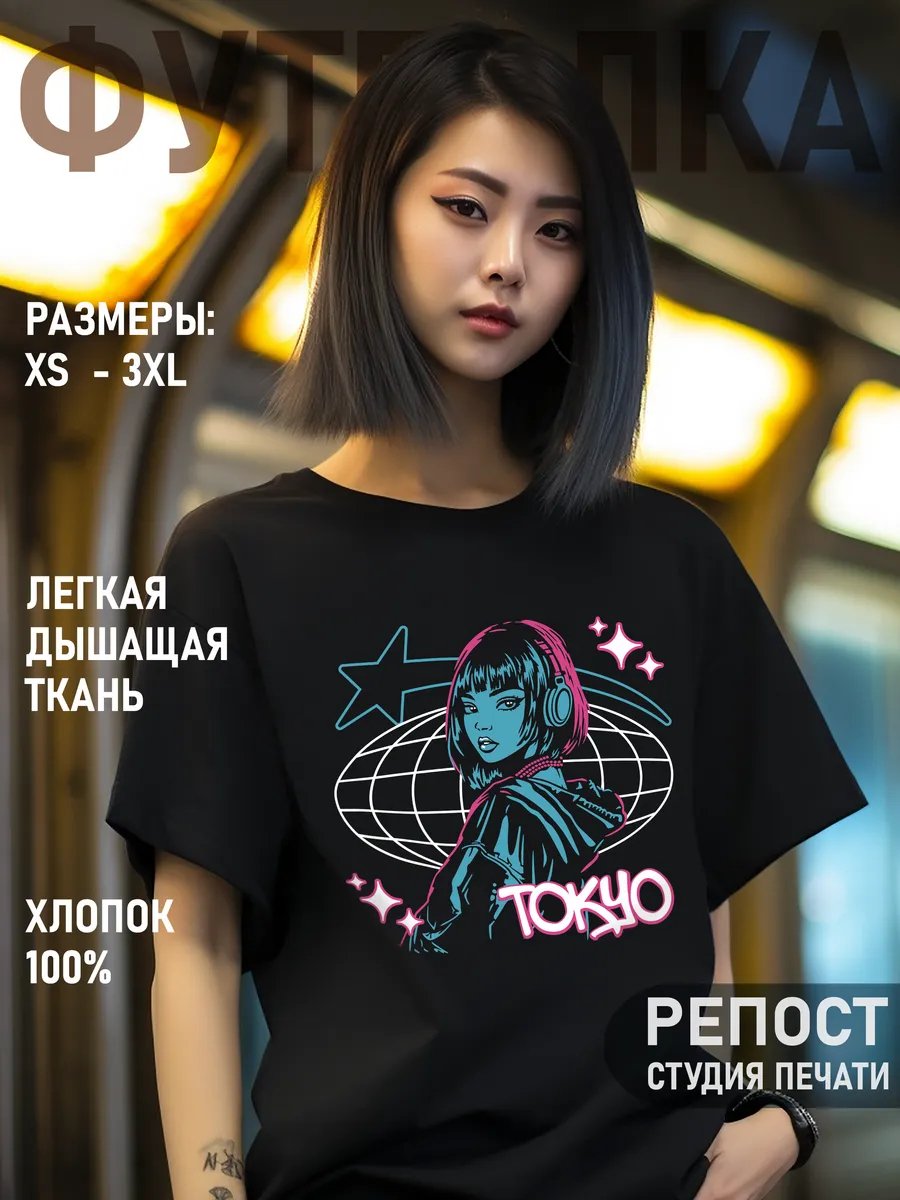 ФУТБОЛКА
РАЗМЕРЫ:
XS - 3XL
ЛЕГКАЯ
ДЫШАЩАЯ
ТКАНЬ
ХЛОПОК
100%
TOKYO
РЕПОСТ
СТУДИЯ ПЕЧАТИ